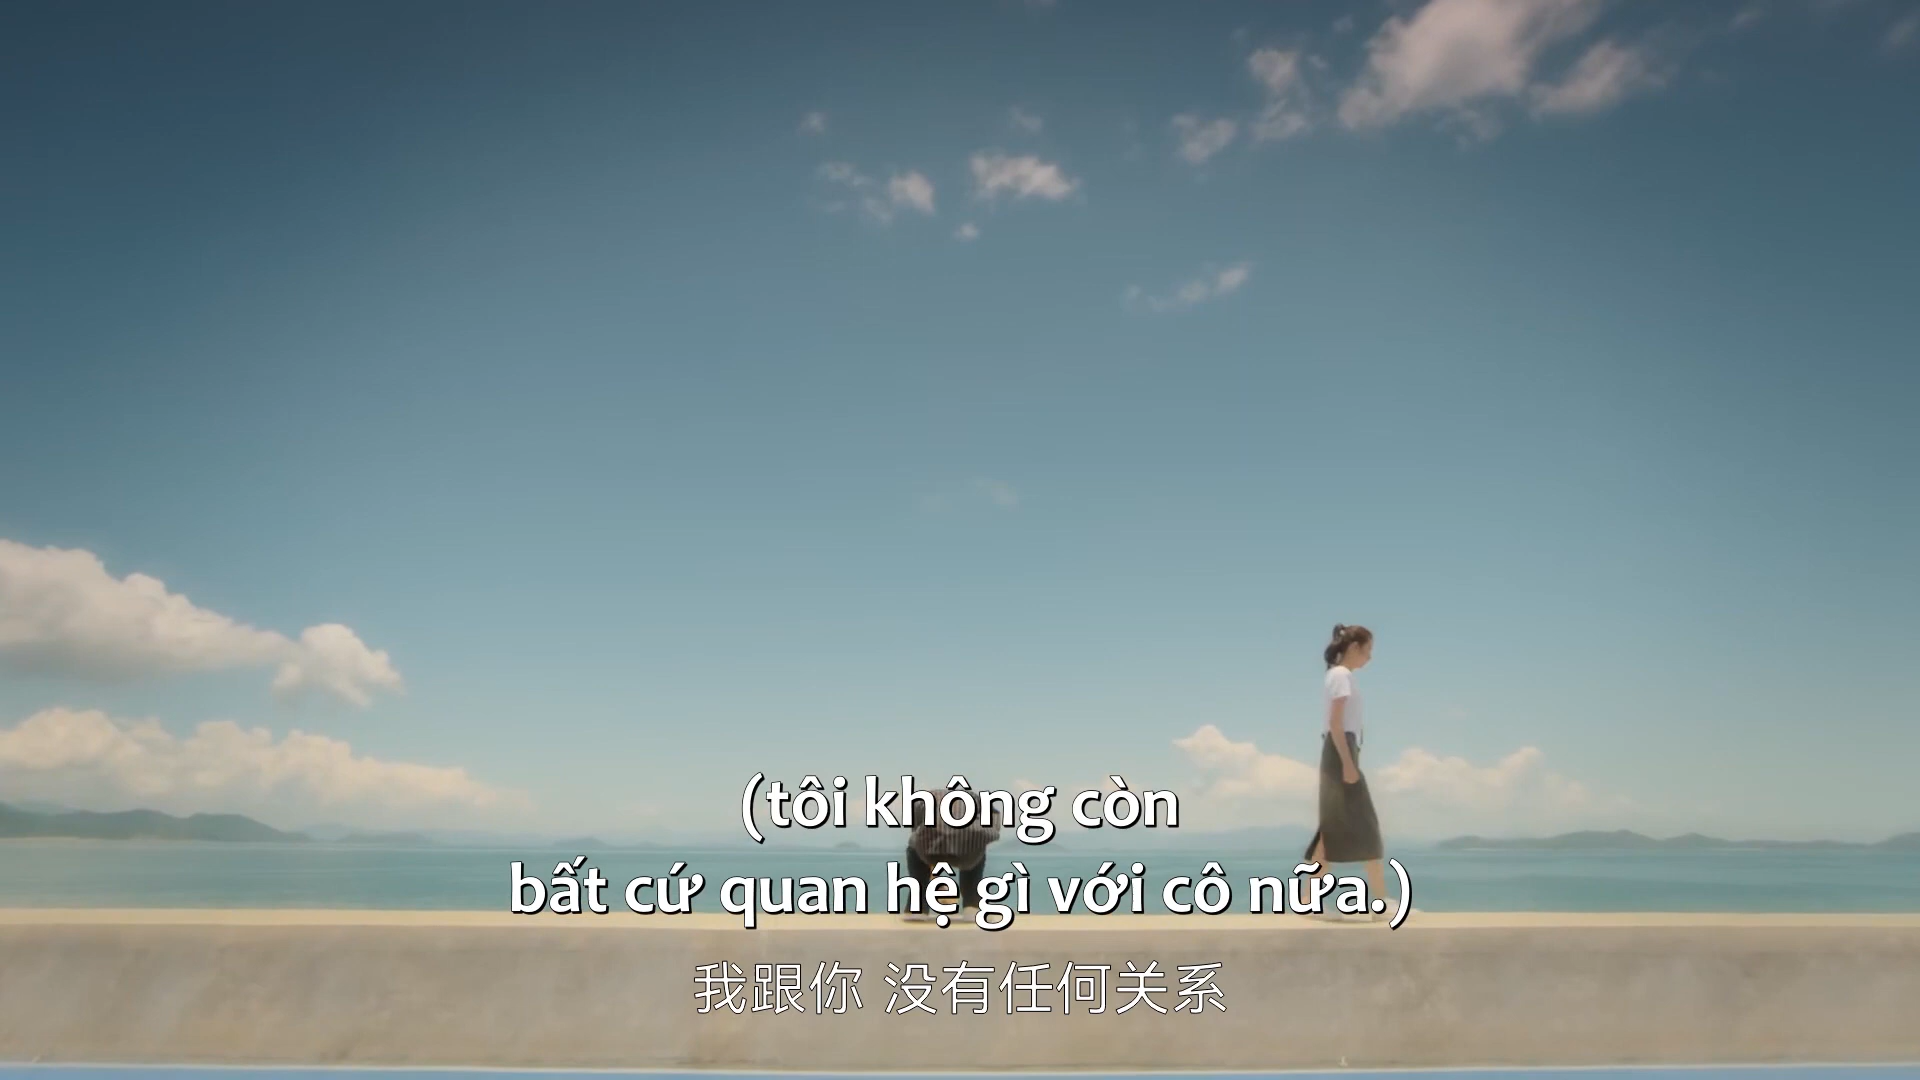 (tôi không còn
bất cứ quan hệ gì với cô nữa.)
我跟你 没有任何关系